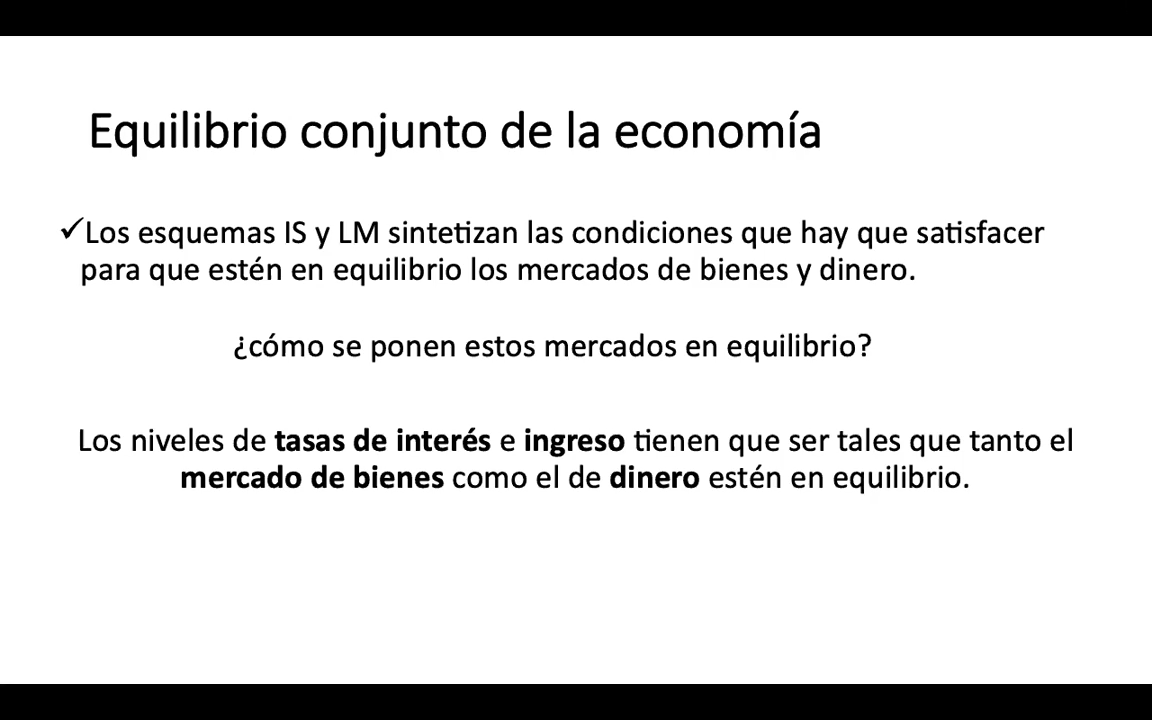 Equilibrio conjunto de la economía
✓Los esquemas IS y LM sintetizan las condiciones que hay que satisfacer
para que estén en equilibrio los mercados de bienes y dinero.
¿cómo se ponen estos mercados en equilibrio?
Los niveles de tasas de interés e ingreso tienen que ser tales que tanto el
mercado de bienes como el de dinero estén en equilibrio.